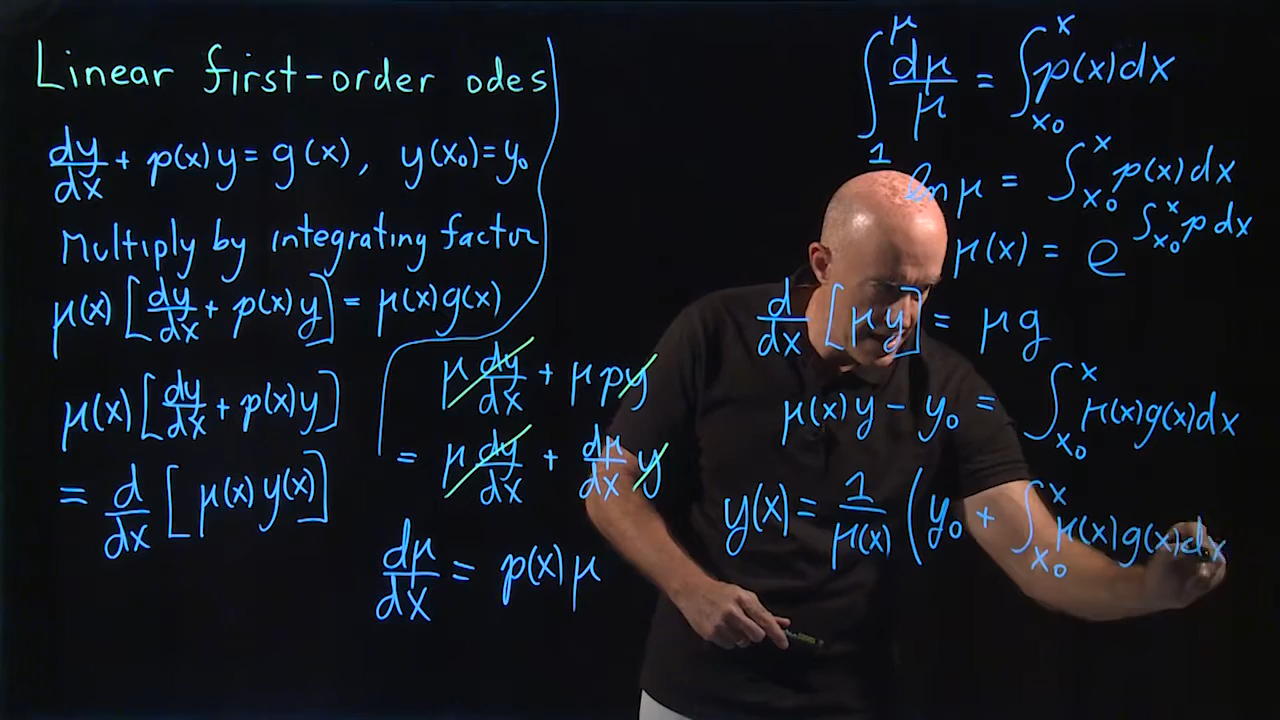 Linear first-order odes
dy/dx + p(x)y = g(x), y(x₀)=y₀
Multiply by integrating factor
μ(x)[dy/dx + p(x)y] = μ(x)g(x)
μ(x)[dy/dx + p(x)y]
= d/dx [μ(x)y(x)]
μ dy/dx + μpy
= μ dy/dx + dμ/dx y
dμ/dx = p(x)μ
∫₁^μ dμ/μ = ∫_{x₀}^x p(x)dx
ln μ = ∫_{x₀}^x p(x)dx
μ(x) = e^{∫_{x₀}^x p dx}
d/dx [μy] = μg
μ(x)y − y₀ = ∫_{x₀}^x μ(x)g(x)dx
y(x) = 1/μ(x) (y₀ + ∫_{x₀}^x μ(x)g(x)dx